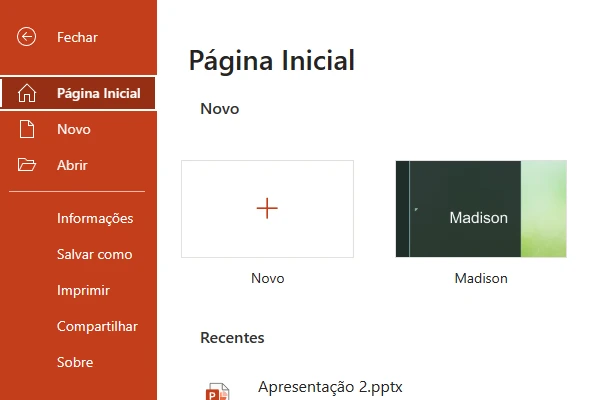 Fechar
Página Inicial
Novo
Abrir
Informações
Salvar como
Imprimir
Compartilhar
Sobre
Página Inicial
Novo
Madison
Novo
Madison
Recentes
P
Apresentação 2.pptx